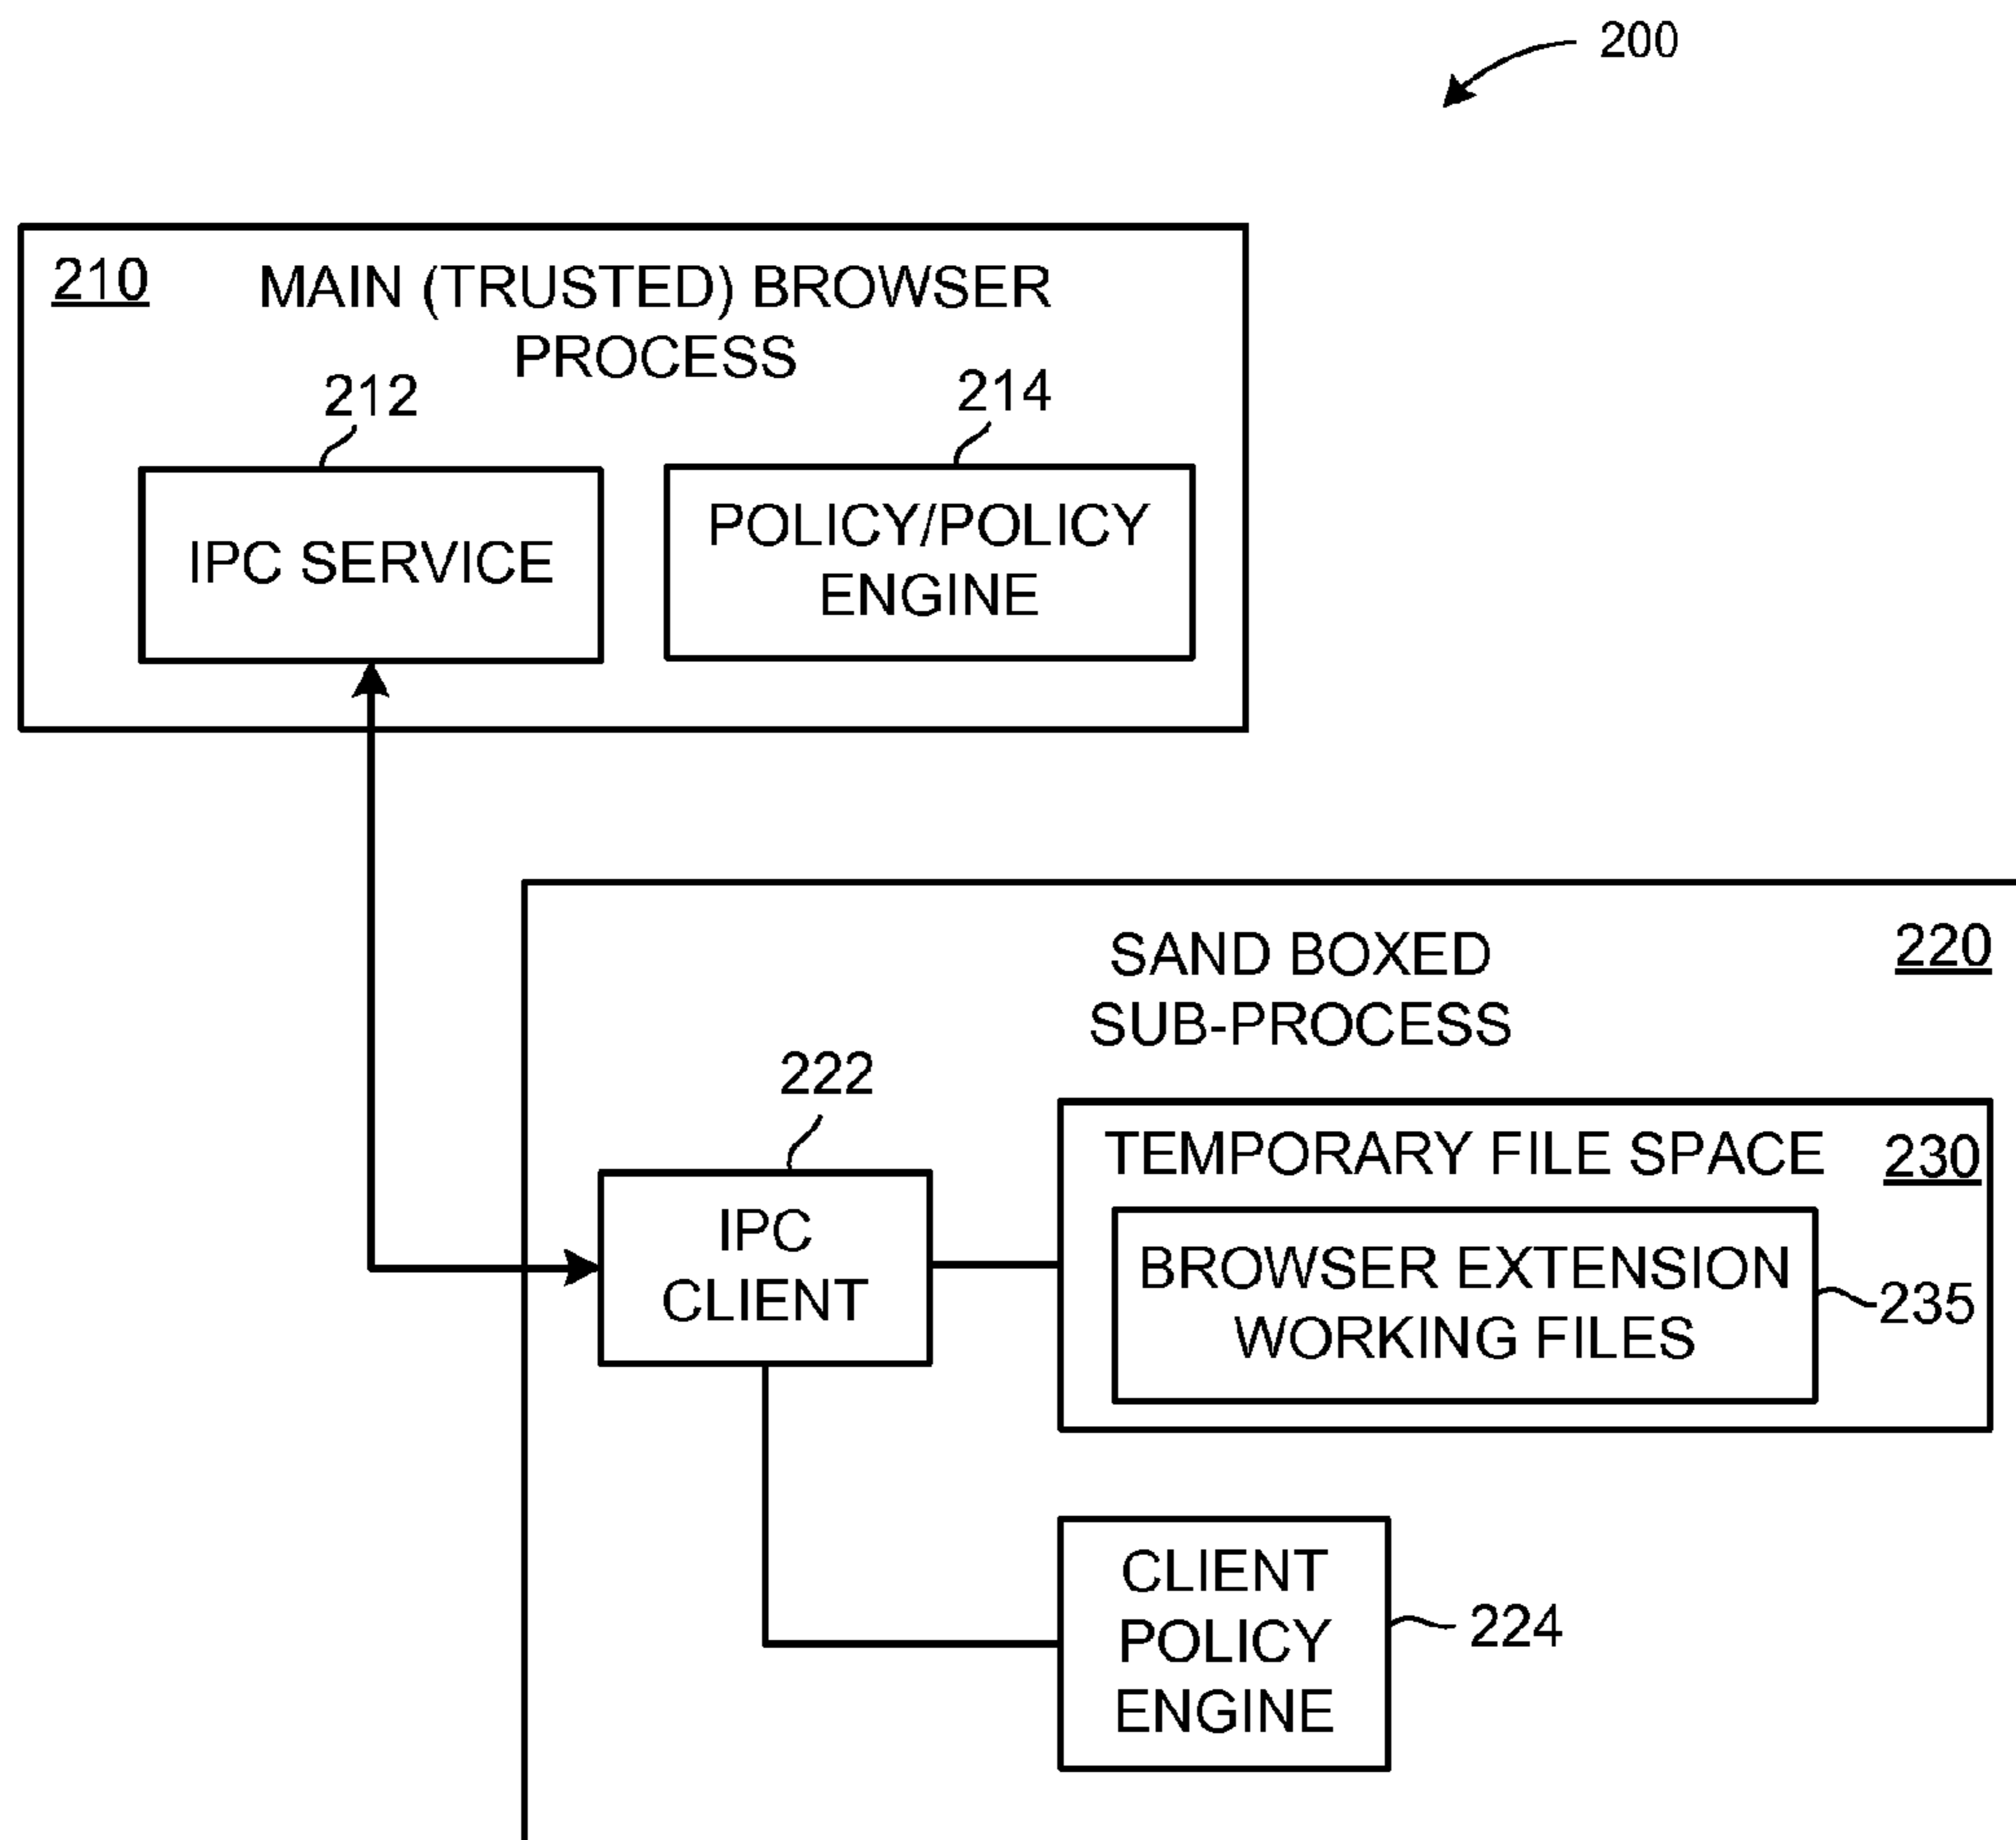 200
210
MAIN (TRUSTED) BROWSER
PROCESS
212
214
IPC SERVICE
POLICY/POLICY
ENGINE
SAND BOXED
SUB-PROCESS
220
222
IPC
CLIENT
TEMPORARY FILE SPACE
230
BROWSER EXTENSION
WORKING FILES
235
CLIENT
POLICY
ENGINE
224